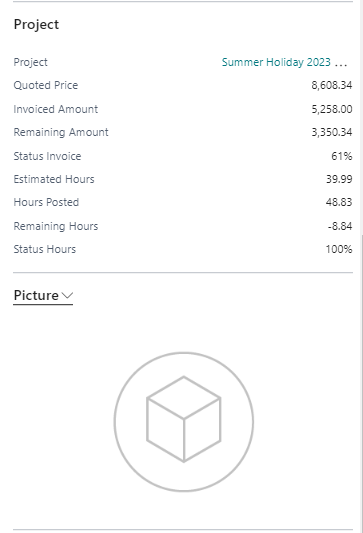 Project
Project Summer Holiday 2023 ...
Quoted Price 8,608.34
Invoiced Amount 5,258.00
Remaining Amount 3,350.34
Status Invoice 61%
Estimated Hours 39.99
Hours Posted 48.83
Remaining Hours -8.84
Status Hours 100%
Picture